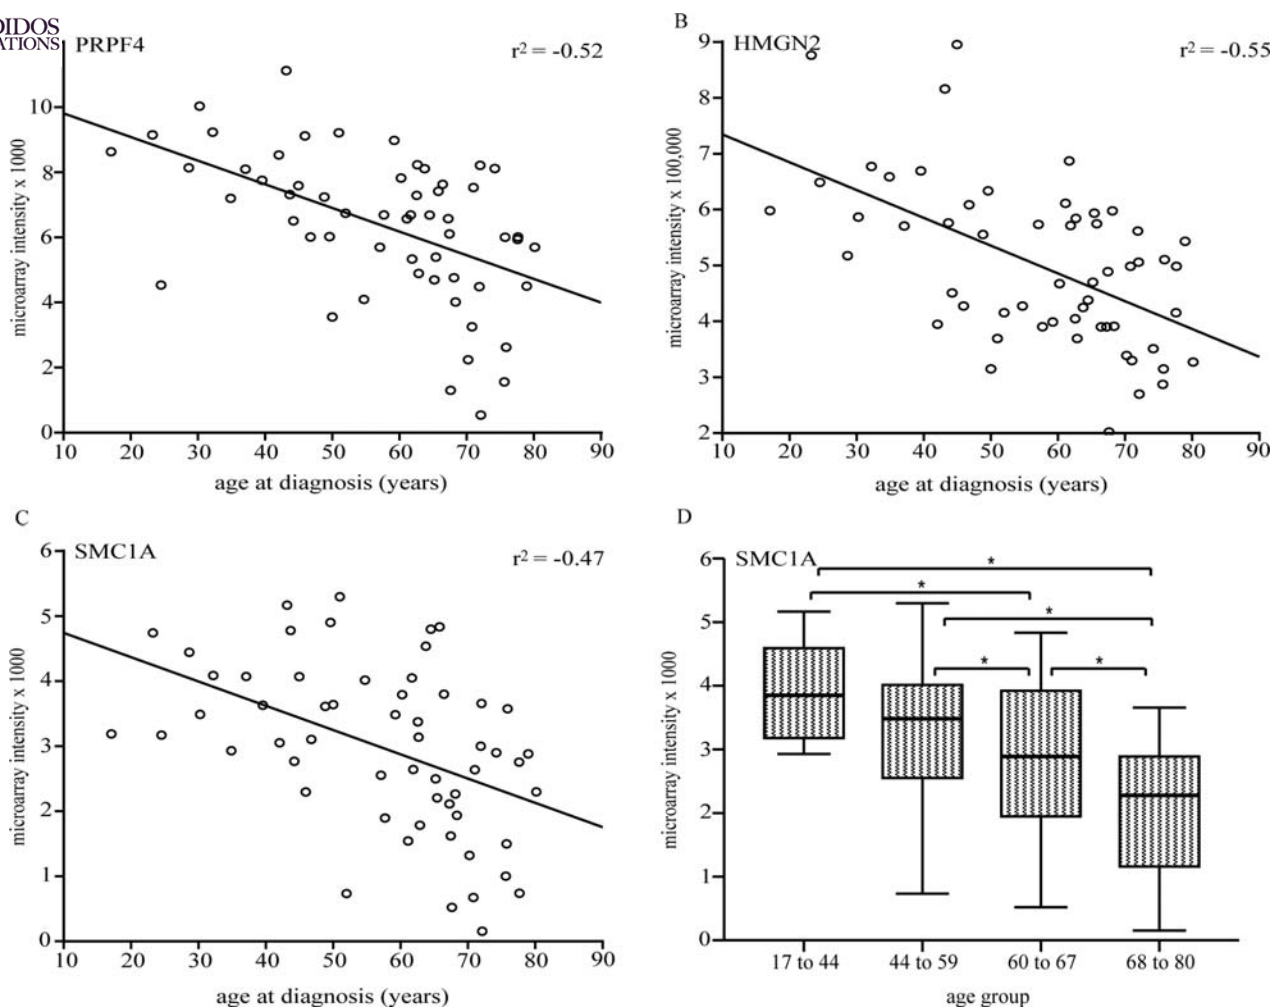 PRPF4
r² = -0.52
microarray intensity x 1000
10
8
6
4
2
0
10 20 30 40 50 60 70 80 90
age at diagnosis (years)
B
HMGN2
r² = -0.55
microarray intensity x 100,000
9
8
7
6
5
4
3
2
10 20 30 40 50 60 70 80 90
age at diagnosis (years)
C
SMC1A
r² = -0.47
microarray intensity x 1000
6
5
4
3
2
1
0
10 20 30 40 50 60 70 80 90
age at diagnosis (years)
D
SMC1A
* 
*
*
*
*
microarray intensity x 1000
6
5
4
3
2
1
0
17 to 44 44 to 59 60 to 67 68 to 80
age group